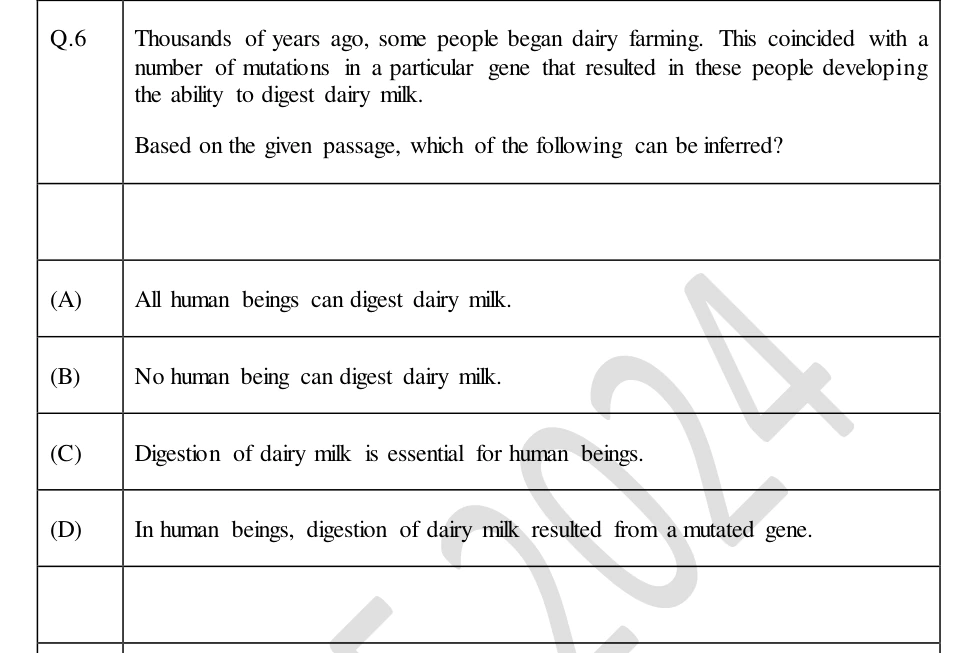 Q.6 Thousands of years ago, some people began dairy farming. This coincided with a
number of mutations in a particular gene that resulted in these people developing
the ability to digest dairy milk.
Based on the given passage, which of the following can be inferred?
(A) All human beings can digest dairy milk.
(B) No human being can digest dairy milk.
(C) Digestion of dairy milk is essential for human beings.
(D) In human beings, digestion of dairy milk resulted from a mutated gene.
2024